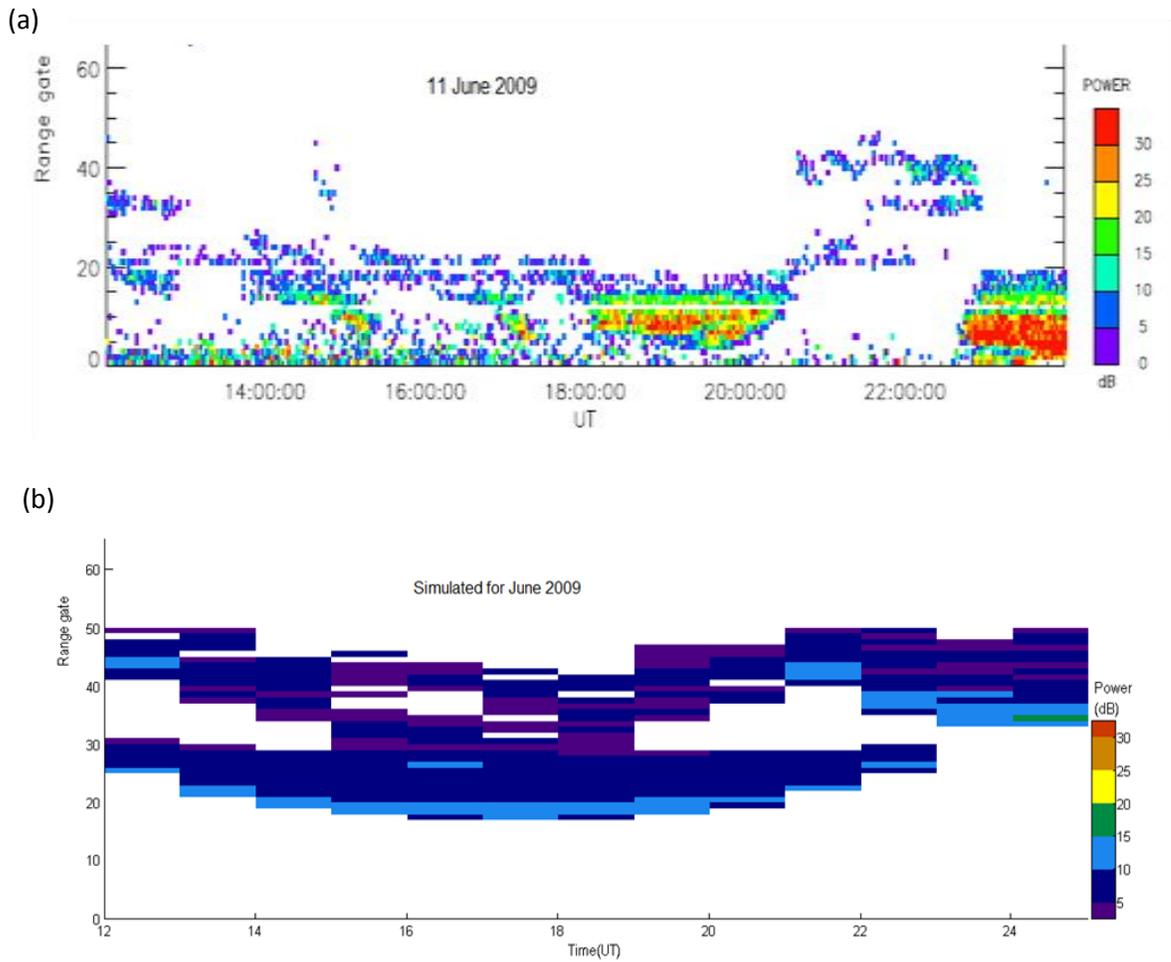 (a)
11 June 2009
Range gate
60
40
20
0
14:00:00 16:00:00 18:00:00 20:00:00 22:00:00
UT
POWER
30
25
20
15
10
5
0
dB
(b)
Simulated for June 2009
Range gate
60
50
40
30
20
10
0
12 14 16 18 20 22 24
Time(UT)
Power
(dB)
30
25
20
15
10
5